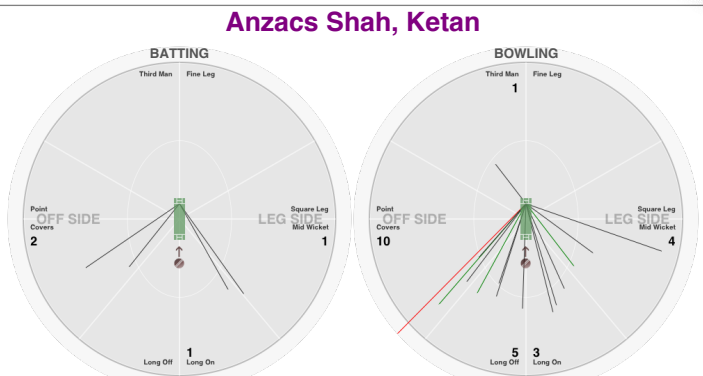 Anzacs Shah, Ketan
BATTING
Third Man Fine Leg
Point
Covers
2
OFF SIDE
LEG SIDE
Square Leg
Mid Wicket
1
1
Long Off Long On
BOWLING
Third Man Fine Leg
1
Point
Covers
10
OFF SIDE
LEG SIDE
Square Leg
Mid Wicket
4
5 3
Long Off Long On